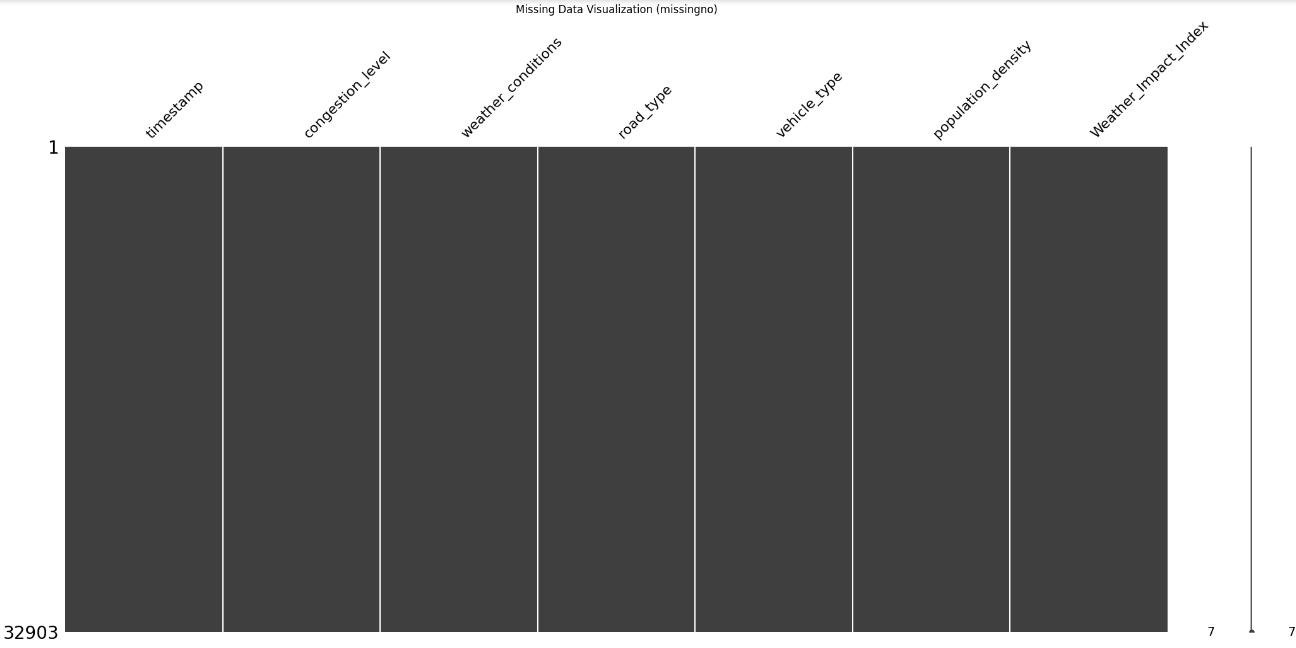 Missing Data Visualization (missingno)
timestamp
congestion_level
weather_conditions
road_type
vehicle_type
population_density
Weather_Impact_Index
1
32903
7
7